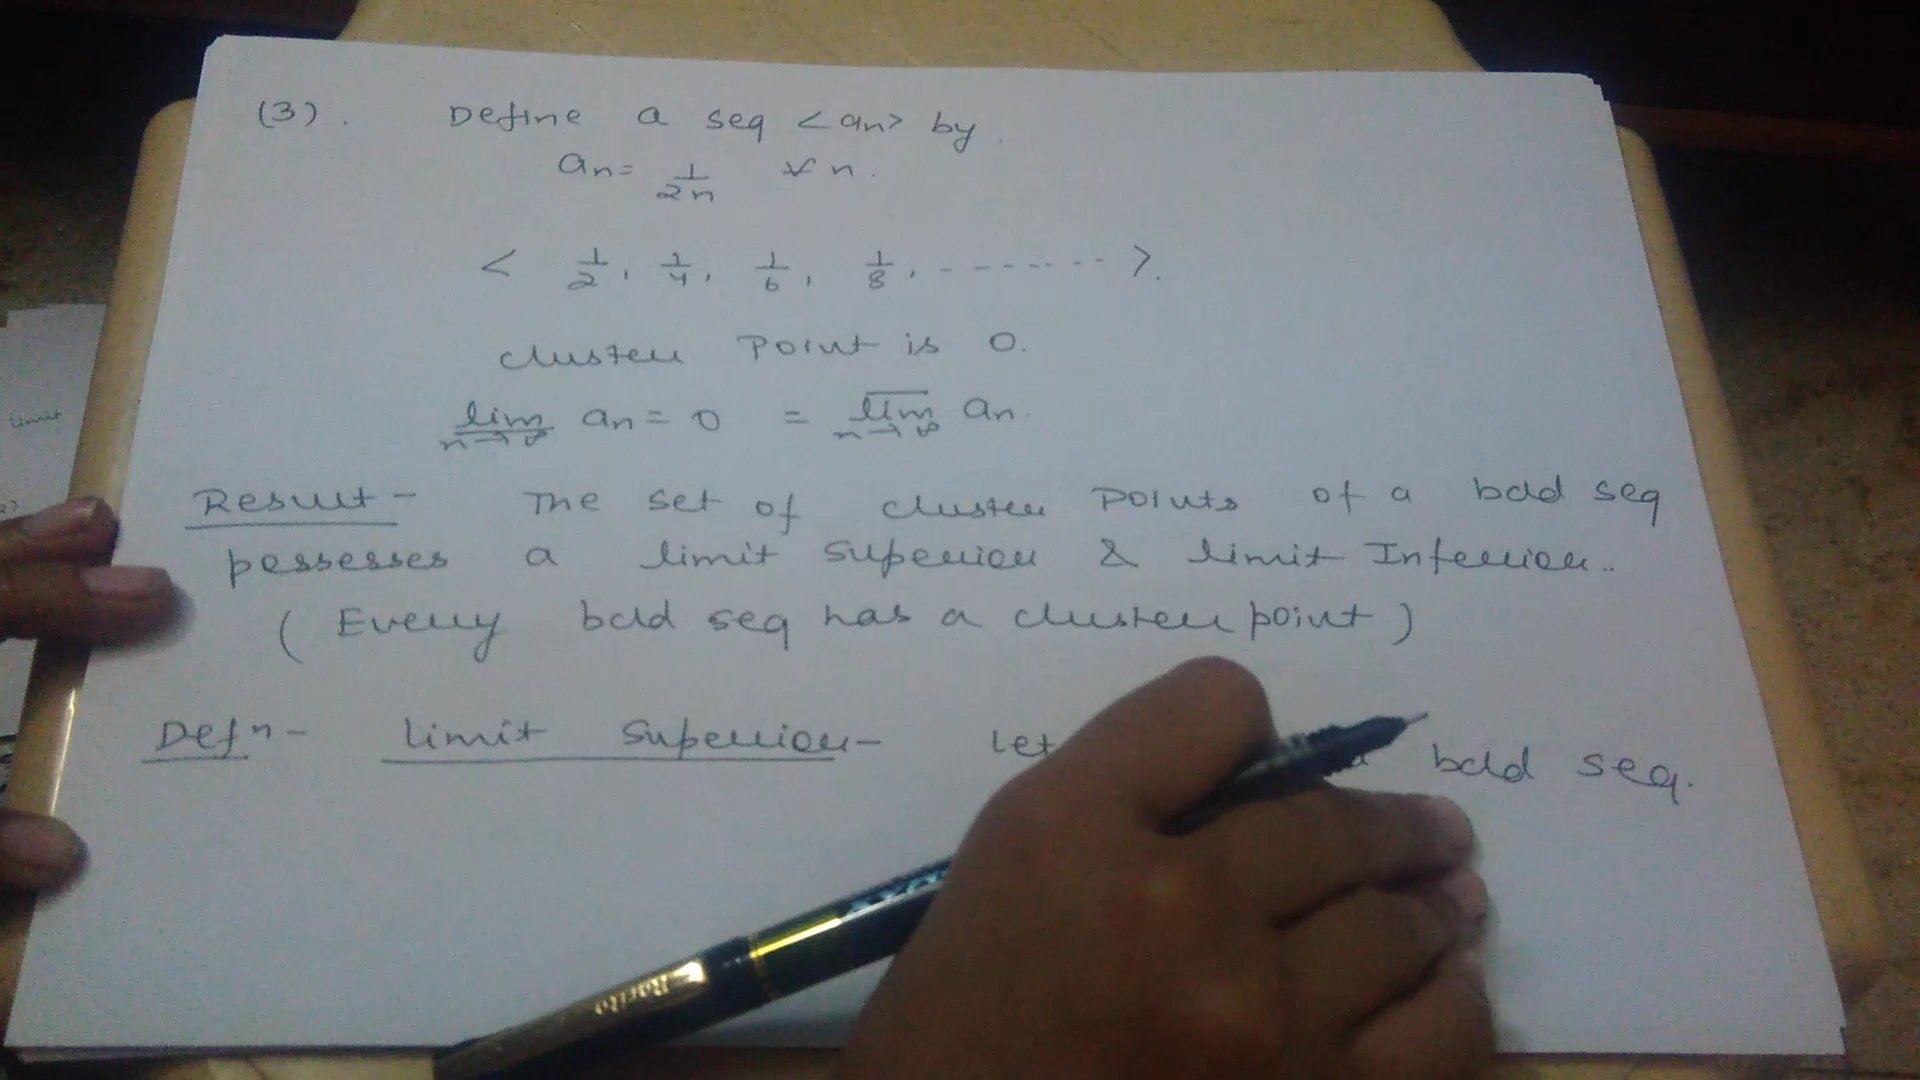 (3). Define a seq <an> by.
an = 1/2n ∀ n.
< 1/2, 1/4, 1/6, 1/8, -------- >.
cluster Point is 0.
lim n→∞ an = 0 = lim n→∞ an.
Result - The set of cluster Points of a bdd seq
possesses a limit Superior & limit Inferior..
( Every bdd seq has a cluster point )
Defn - Limit Superior - Let bdd seq.
Rorito
limit